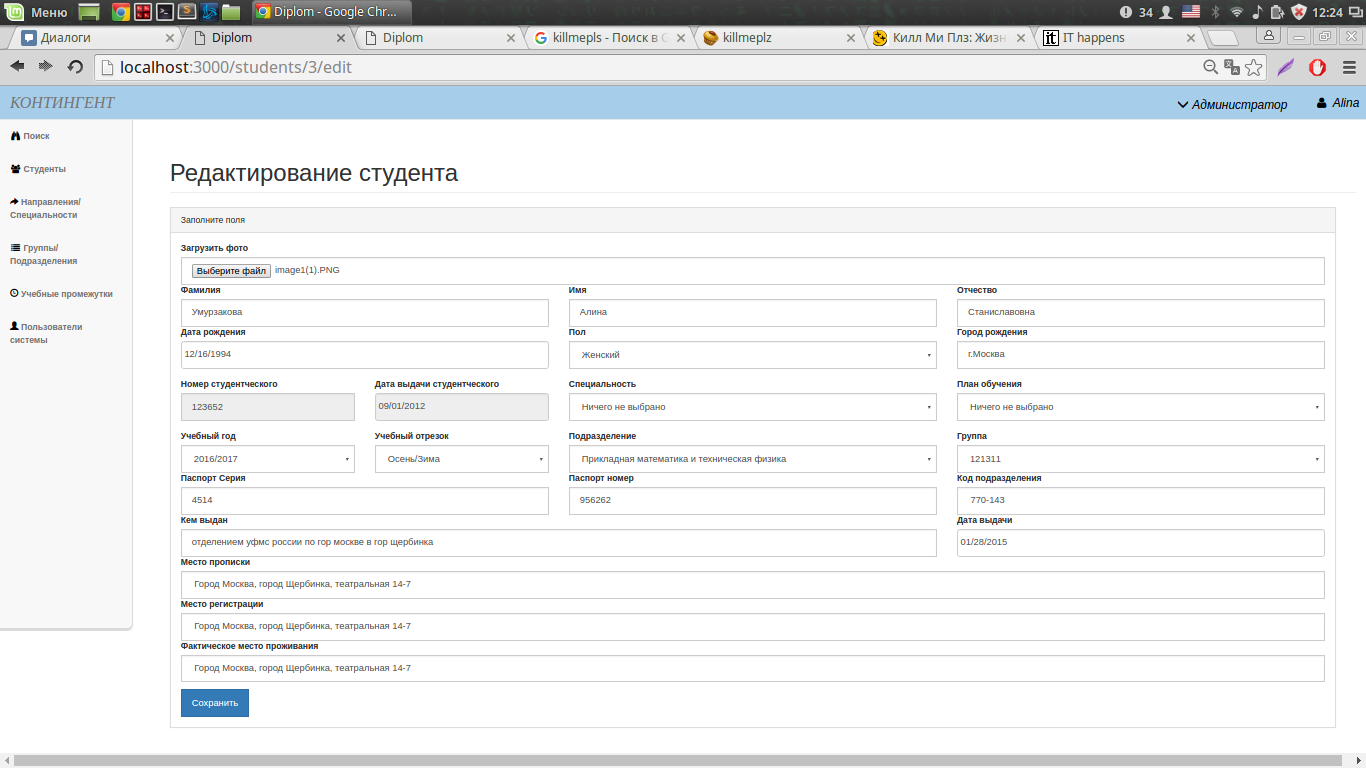 Меню
Diplom - Google Chr...
34
12:24
Диалоги
Diplom
Diplom
killmepls - Поиск в G
killmeplz
Килл Ми Плз: Жизн
IT happens
localhost:3000/students/3/edit
КОНТИНГЕНТ
Администратор
Alina
Поиск
Студенты
Направления/
Специальности
Группы/
Подразделения
Учебные промежутки
Пользователи
системы
Редактирование студента
Заполните поля
Загрузить фото
Выберите файл image1(1).PNG
Фамилия
Имя
Отчество
Умурзакова
Алина
Станиславовна
Дата рождения
Пол
Город рождения
12/16/1994
Женский
г.Москва
Номер студентческого
Дата выдачи студентческого
Специальность
План обучения
123652
09/01/2012
Ничего не выбрано
Ничего не выбрано
Учебный год
Учебный отрезок
Подразделение
Группа
2016/2017
Осень/Зима
Прикладная математика и техническая физика
121311
Паспорт Серия
Паспорт номер
Код подразделения
4514
956262
770-143
Кем выдан
Дата выдачи
отделением уфмс россии по гор москве в гор щербинка
01/28/2015
Место прописки
Город Москва, город Щербинка, театральная 14-7
Место регистрации
Город Москва, город Щербинка, театральная 14-7
Фактическое место проживания
Город Москва, город Щербинка, театральная 14-7
Сохранить